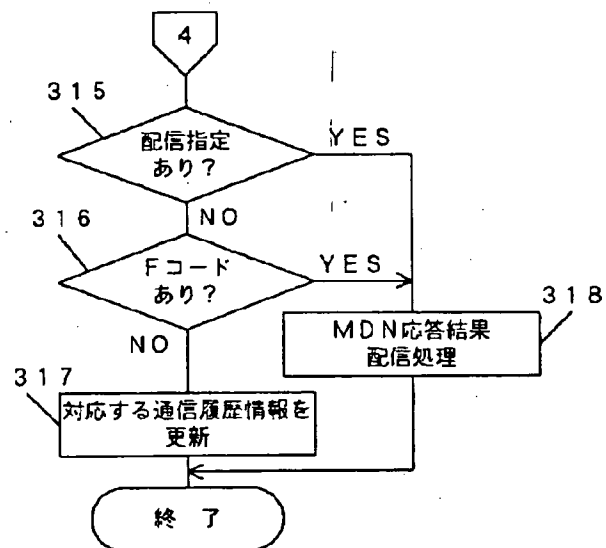 4
315
配信指定
あり?
YES
NO
316
Fコード
あり?
YES
NO
318
MDN応答結果
配信処理
317
対応する通信履歴情報を
更新
終 了